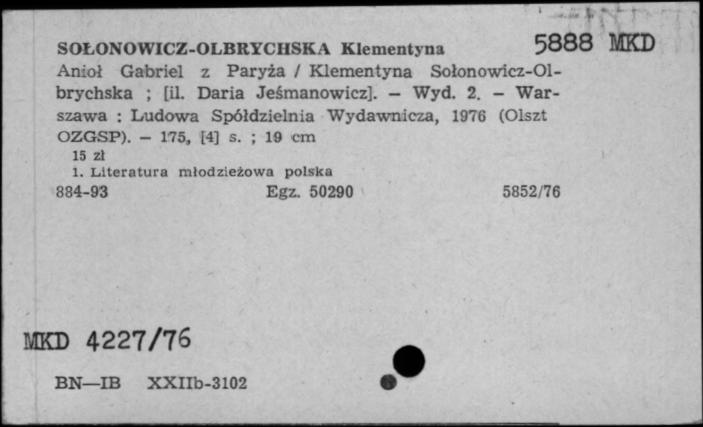 SOŁONOWICZ-OLBRYCHSKA Klementyna 5888 MKD
Anioł Gabriel z Paryża / Klementyna Sołonowicz-Ol-
brychska ; [il. Daria Jeśmanowicz]. — Wyd. 2. — War-
szawa : Ludowa Spółdzielnia Wydawnicza, 1976 (Olszt
OZGSP). — 175, [4] s. ; 19 cm
15 zł
1. Literatura młodzieżowa polska
884-93 Egz. 50290 5852/76
MKD 4227/76
BN—IB XXIIb-3102